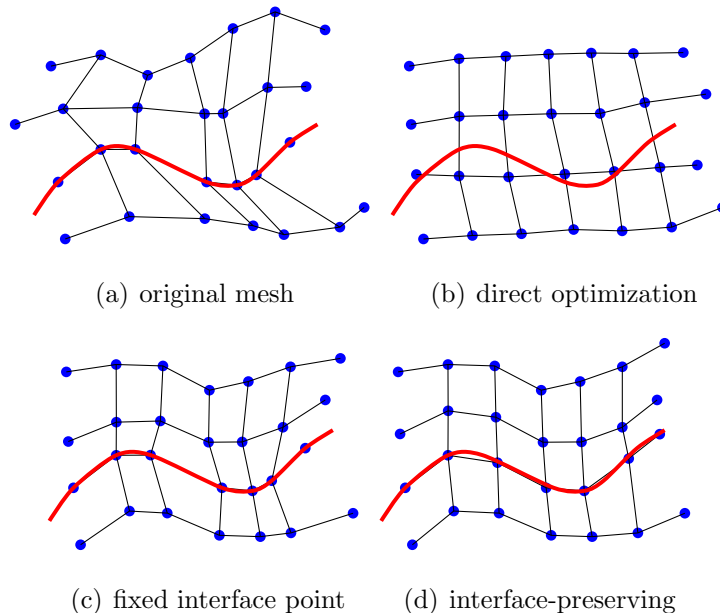 (a) original mesh
(b) direct optimization
(c) fixed interface point
(d) interface-preserving